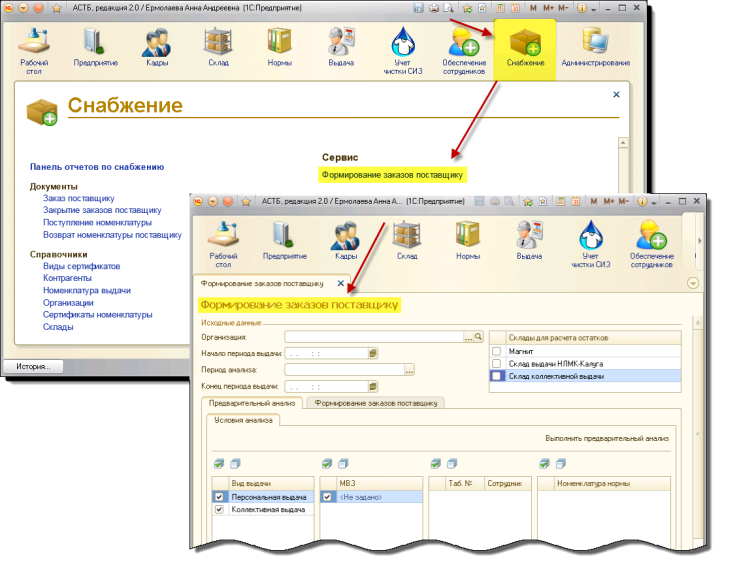 АСТБ, редакция 2.0 / Ермолаева Анна Андреевна (1С:Предприятие)
M M+ M-
Рабочий стол
Предприятие
Кадры
Склад
Нормы
Выдача
Учет чистки СИЗ
Обеспечение сотрудников
Снабжение
Администрирование
Снабжение
Панель отчетов по снабжению
Документы
Заказ поставщику
Закрытие заказов поставщику
Поступление номенклатуры
Возврат номенклатуры поставщику
Справочники
Виды сертификатов
Контрагенты
Номенклатура выдачи
Организации
Сертификаты номенклатуры
Склады
Сервис
Формирование заказов поставщику
История...
АСТБ, редакция 2.0 / Ермолаева Анна А... (1С:Предприятие)
M M+ M-
Рабочий стол
Предприятие
Кадры
Склад
Нормы
Выдача
Учет чистки СИЗ
Обеспечение сотрудников
Формирование заказов поставщику
Формирование заказов поставщику
Исходные данные
Организация:
Начало периода выдачи:
Период анализа:
Конец периода выдачи:
Склады для расчета остатков
Магнит
Склад выдачи НЛМК-Калуга
Склад коллективной выдачи
Предварительный анализ
Формирование заказов поставщику
Условия анализа
Выполнить предварительный анализ
Вид выдачи
Персональная выдача
Коллективная выдача
МВЗ
<Не задано>
Таб. №
Сотрудник
Номенклатура нормы